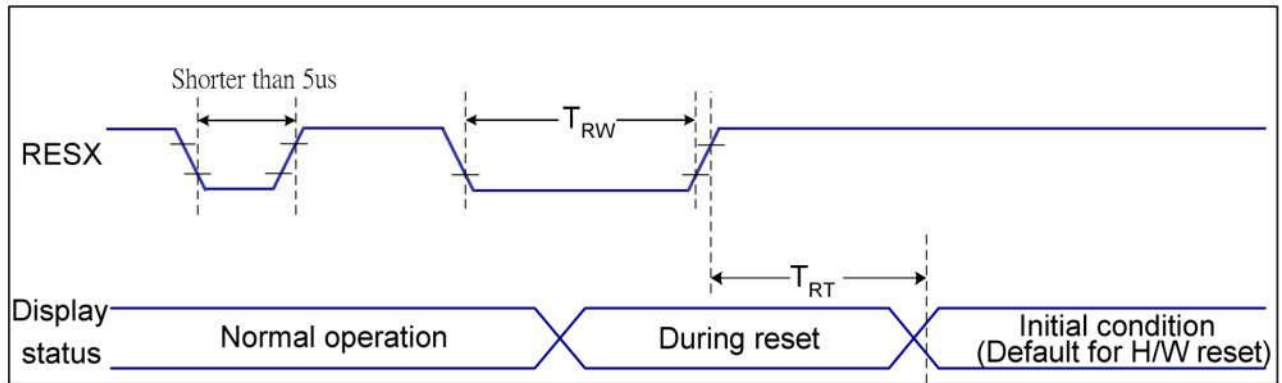 Shorter than 5us
RESX
TRW
TRT
Display
status
Normal operation
During reset
Initial condition
(Default for H/W reset)